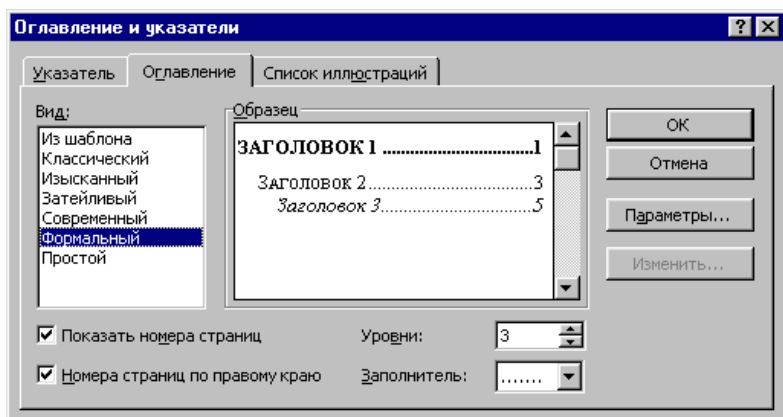 Оглавление и указатели
Указатель Оглавление Список иллюстраций
Вид:
Из шаблона
Классический
Изысканный
Затейливый
Современный
Формальный
Простой
Образец
ЗАГОЛОВОК 1 ..................................1
ЗАГОЛОВОК 2....................................3
Заголовок 3................................5
ОК
Отмена
Параметры...
Изменить...
Показать номера страниц
Номера страниц по правому краю
Уровни: 3
Заполнитель: .......